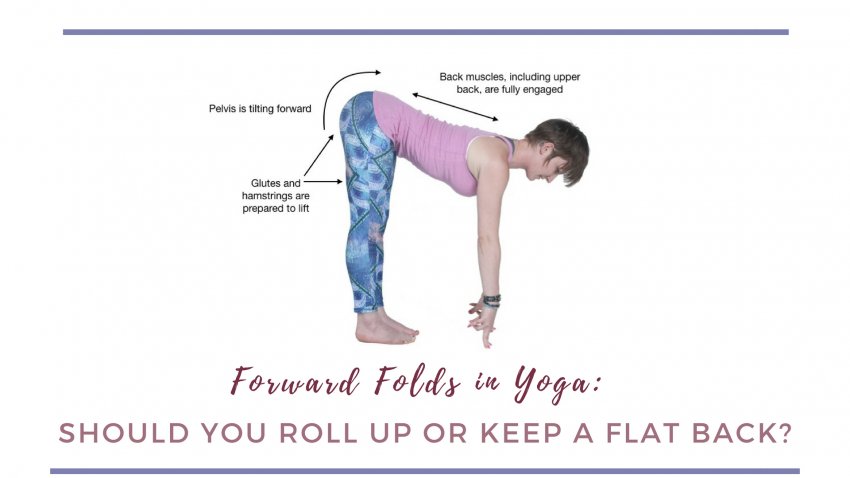 Back muscles, including upper
back, are fully engaged
Pelvis is tilting forward
Glutes and
hamstrings are
prepared to lift
Forward Folds in Yoga:
SHOULD YOU ROLL UP OR KEEP A FLAT BACK?